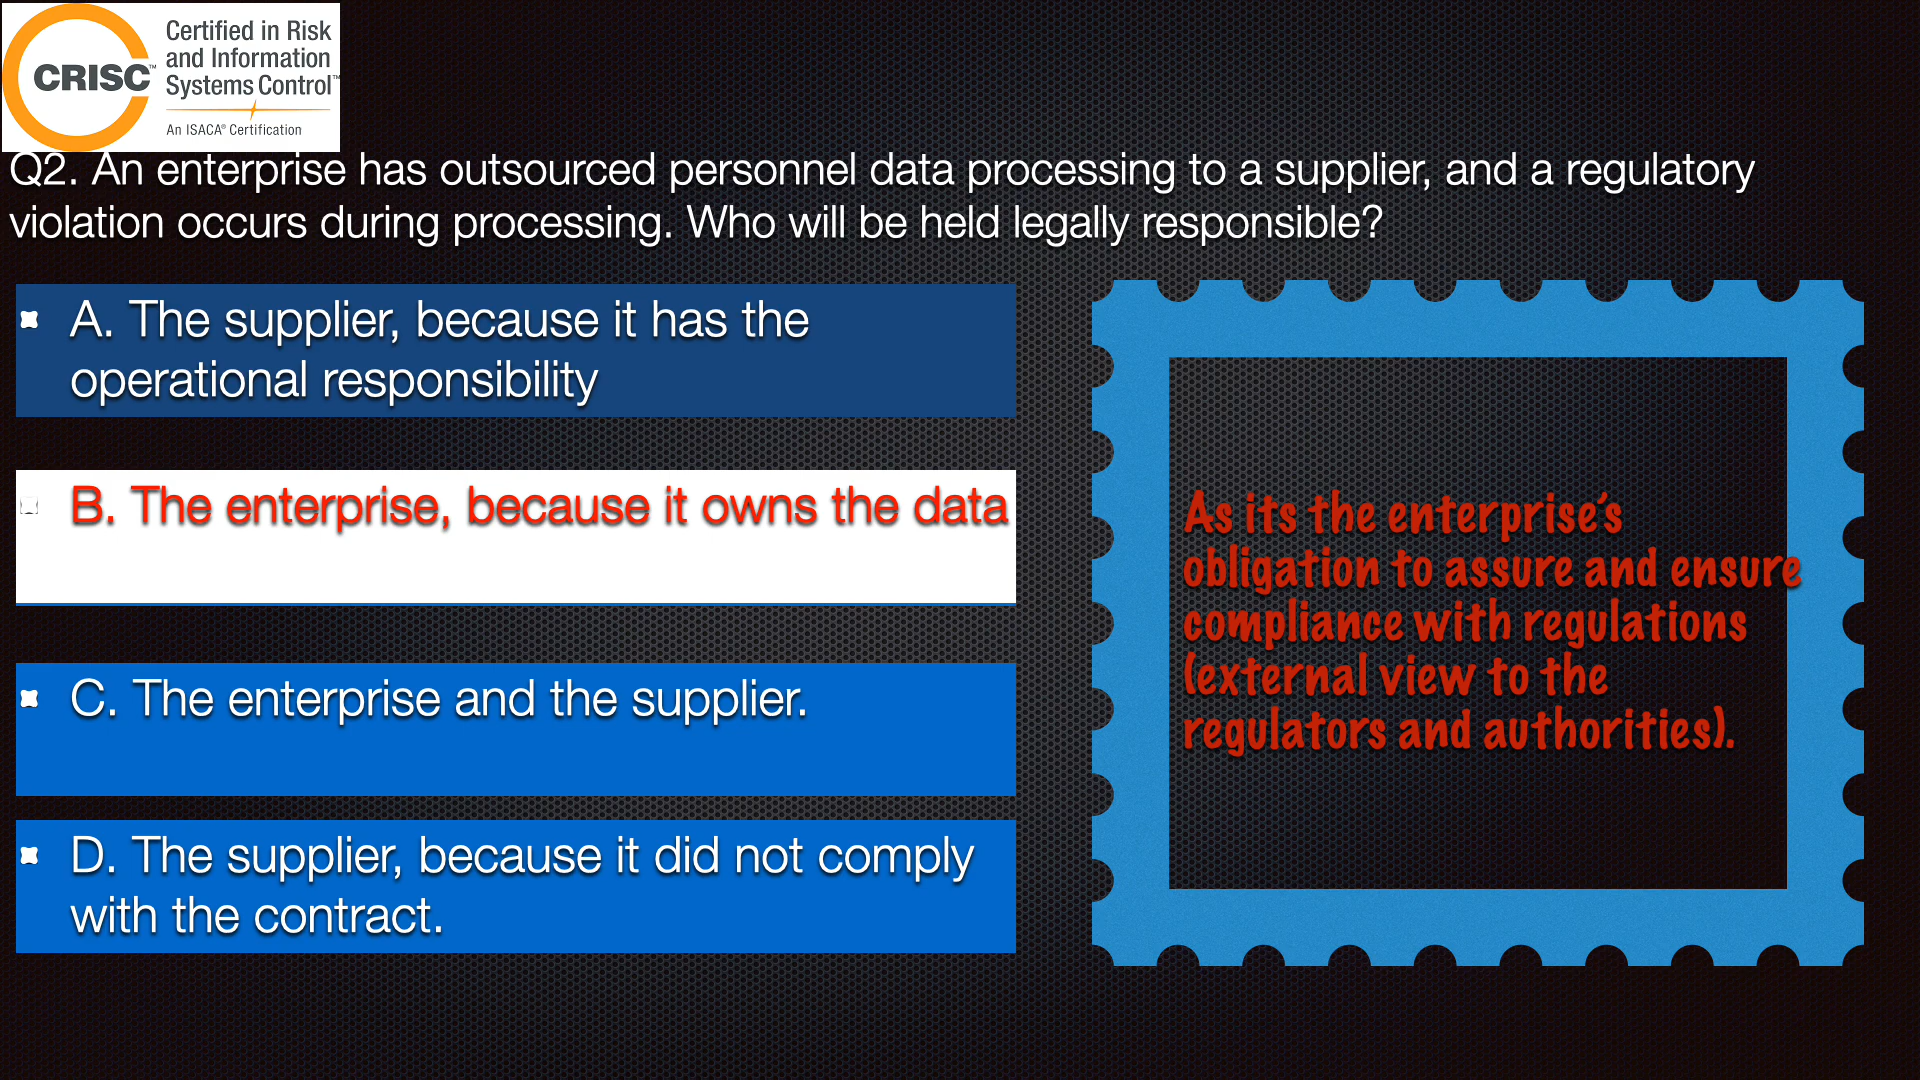 CRISC™
Certified in Risk
and Information
Systems Control™
An ISACA® Certification
Q2. An enterprise has outsourced personnel data processing to a supplier, and a regulatory
violation occurs during processing. Who will be held legally responsible?
A. The supplier, because it has the
operational responsibility
B. The enterprise, because it owns the data
C. The enterprise and the supplier.
D. The supplier, because it did not comply
with the contract.
As its the enterprise’s
obligation to assure and ensure
compliance with regulations
(external view to the
regulators and authorities).